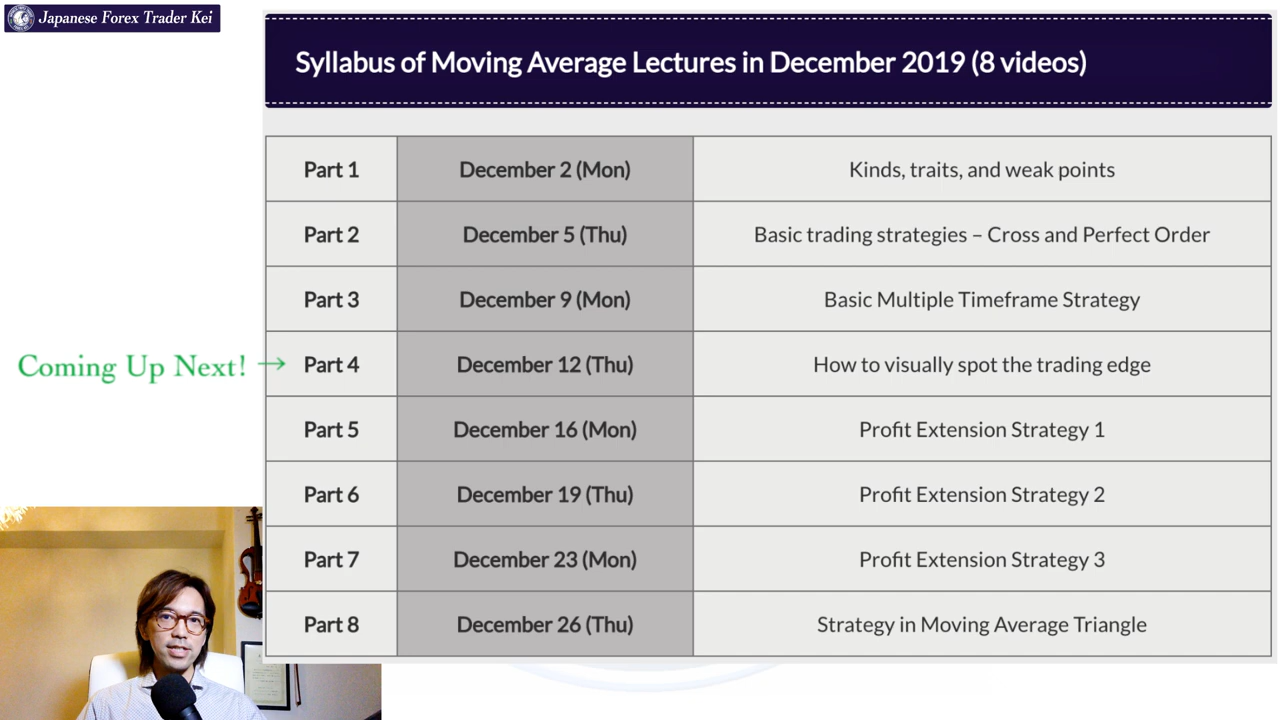 Japanese Forex Trader Kei
Syllabus of Moving Average Lectures in December 2019 (8 videos)
Part 1 December 2 (Mon) Kinds, traits, and weak points
Part 2 December 5 (Thu) Basic trading strategies – Cross and Perfect Order
Part 3 December 9 (Mon) Basic Multiple Timeframe Strategy
Coming Up Next! → Part 4 December 12 (Thu) How to visually spot the trading edge
Part 5 December 16 (Mon) Profit Extension Strategy 1
Part 6 December 19 (Thu) Profit Extension Strategy 2
Part 7 December 23 (Mon) Profit Extension Strategy 3
Part 8 December 26 (Thu) Strategy in Moving Average Triangle